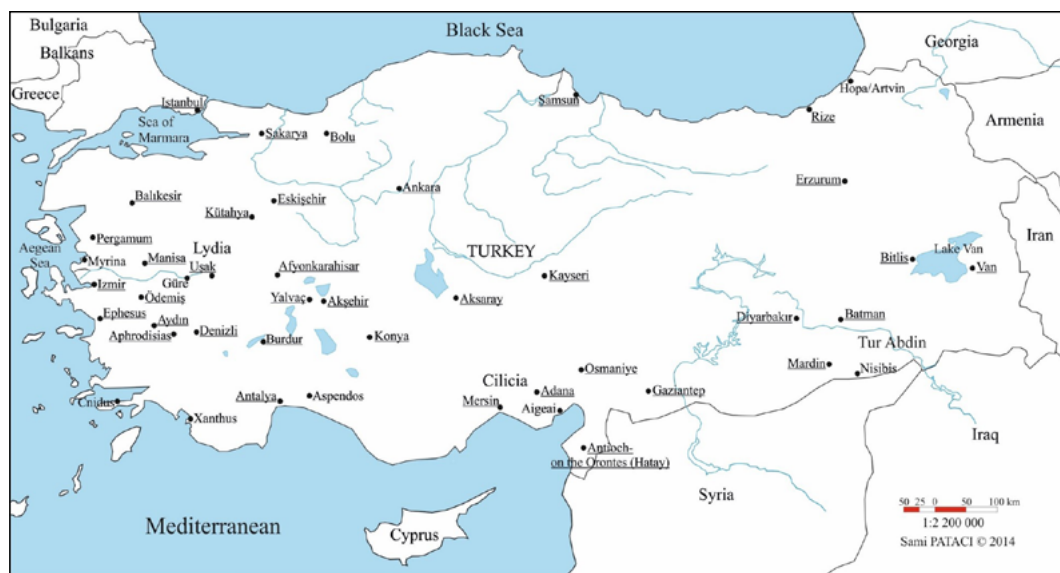 Bulgaria
Black Sea
Balkans
Georgia
Greece
Hopa/Artvin
Istanbul
Samsun
Rize
Sea of
Marmara
Sakarya
Bolu
Armenia
Ankara
Erzurum
Balıkesir
Eskişehir
Kütahya
Pergamum
Aegean
Sea
Lydia
TURKEY
Iran
Lake Van
Myrina
Manisa
Uşak
Afyonkarahisar
Kayseri
Bitlis
Van
Izmir
Güre
Ödemiş
Yalvaç
Akşehir
Aksaray
Ephesus
Aydın
Diyarbakır
Batman
Aphrodisias
Denizli
Burdur
Konya
Tur Abdin
Mardin
Nisibis
Osmaniye
Cilicia
Adana
Gaziantep
Cnidus
Antalya
Aspendos
Mersin
Aigeai
Xanthus
Iraq
Antioch-
on the Orontes (Hatay)
Syria
50 25 0 50 100 km
1:2 200 000
Sami PATACI © 2014
Mediterranean
Cyprus